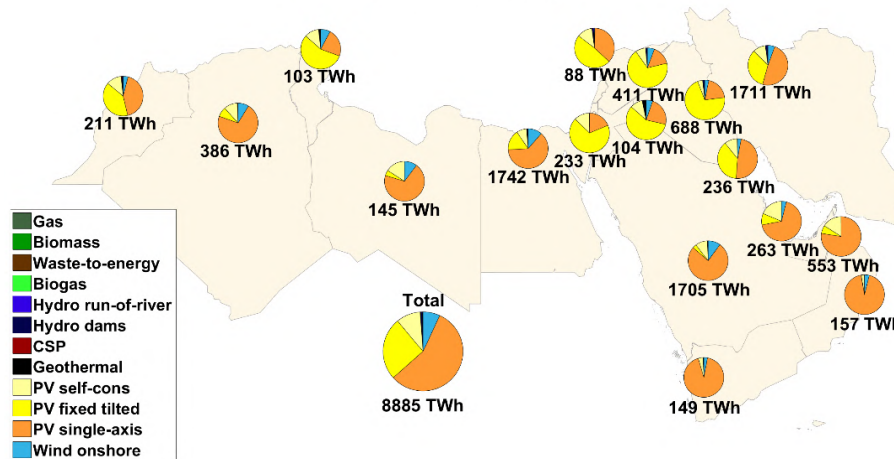 103 TWh
88 TWh
411 TWh
1711 TWh
211 TWh
386 TWh
688 TWh
104 TWh
233 TWh
1742 TWh
145 TWh
236 TWh
263 TWh
553 TWh
1705 TWh
157 TWh
149 TWh
Total
8885 TWh
Gas
Biomass
Waste-to-energy
Biogas
Hydro run-of-river
Hydro dams
CSP
Geothermal
PV self-cons
PV fixed tilted
PV single-axis
Wind onshore